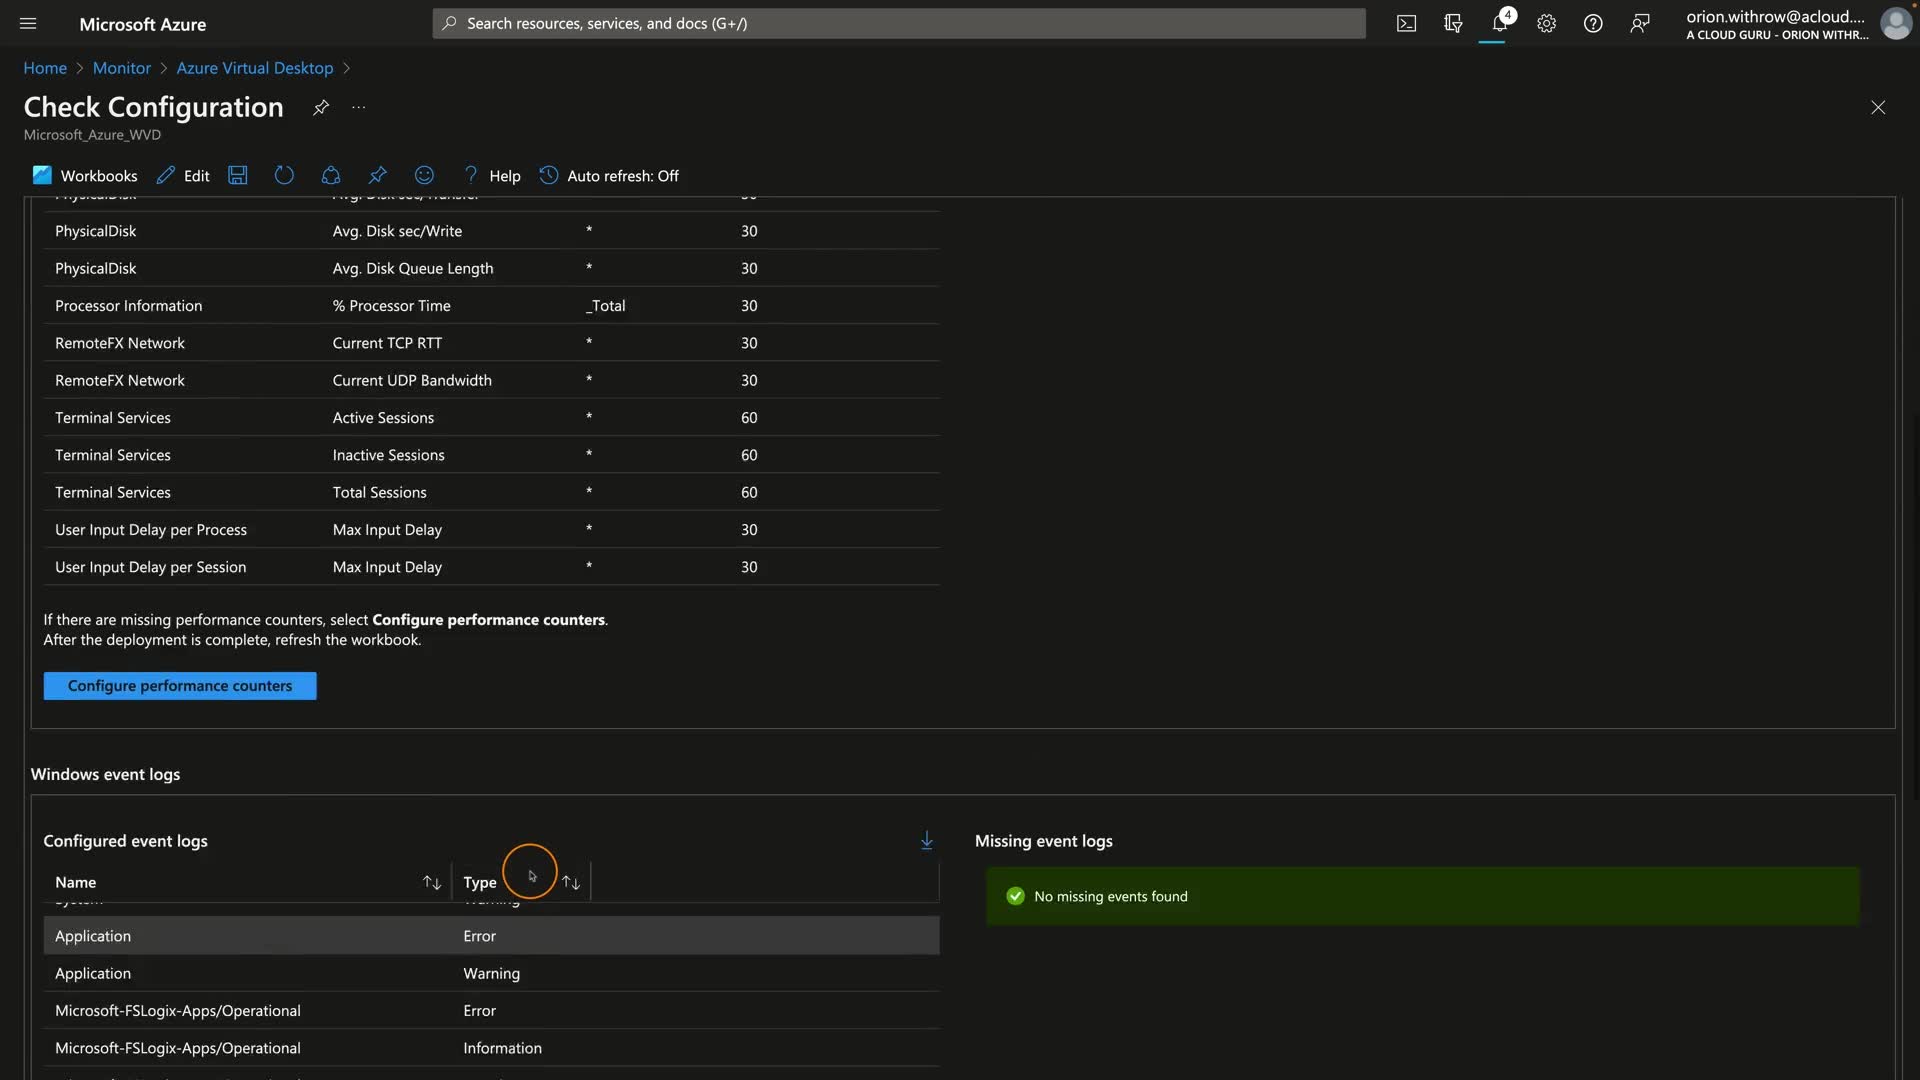 Microsoft Azure
Search resources, services, and docs (G+/)
4
orion.withrow@acloud....
A CLOUD GURU - ORION WITHR...
Home > Monitor > Azure Virtual Desktop >
Check Configuration ...
Microsoft_Azure_WVD
Workbooks Edit Help Auto refresh: Off
PhysicalDisk Avg. Disk sec/Transfer 30
PhysicalDisk Avg. Disk sec/Write * 30
PhysicalDisk Avg. Disk Queue Length * 30
Processor Information % Processor Time _Total 30
RemoteFX Network Current TCP RTT * 30
RemoteFX Network Current UDP Bandwidth * 30
Terminal Services Active Sessions * 60
Terminal Services Inactive Sessions * 60
Terminal Services Total Sessions * 60
User Input Delay per Process Max Input Delay * 30
User Input Delay per Session Max Input Delay * 30
If there are missing performance counters, select Configure performance counters.
After the deployment is complete, refresh the workbook.
Configure performance counters
Windows event logs
Configured event logs
Missing event logs
Name Type
No missing events found
System Warning
Application Error
Application Warning
Microsoft-FSLogix-Apps/Operational Error
Microsoft-FSLogix-Apps/Operational Information